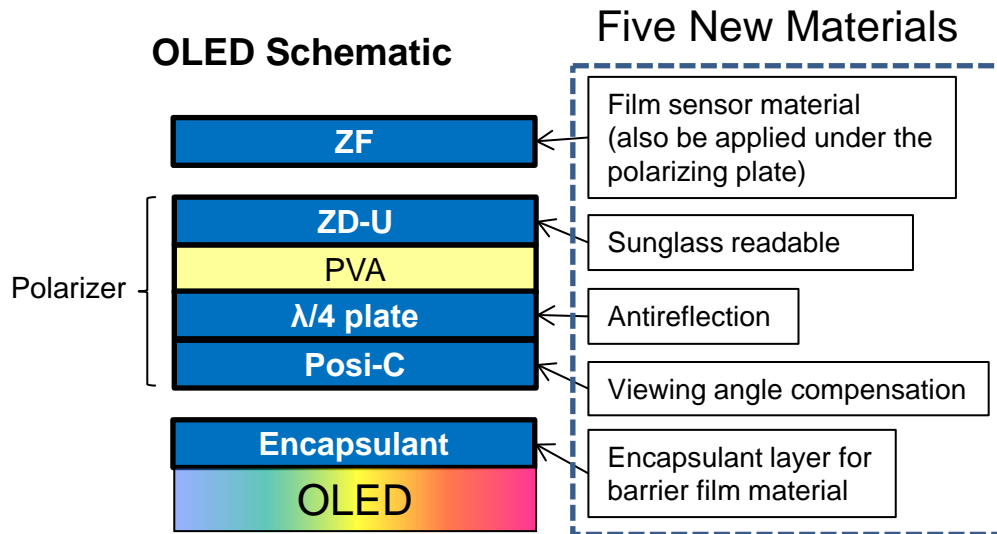 Five New Materials
OLED Schematic
Film sensor material
(also be applied under the
polarizing plate)
ZF
ZD-U
Sunglass readable
PVA
Polarizer
λ/4 plate
Antireflection
Posi-C
Viewing angle compensation
Encapsulant
Encapsulant layer for
barrier film material
OLED